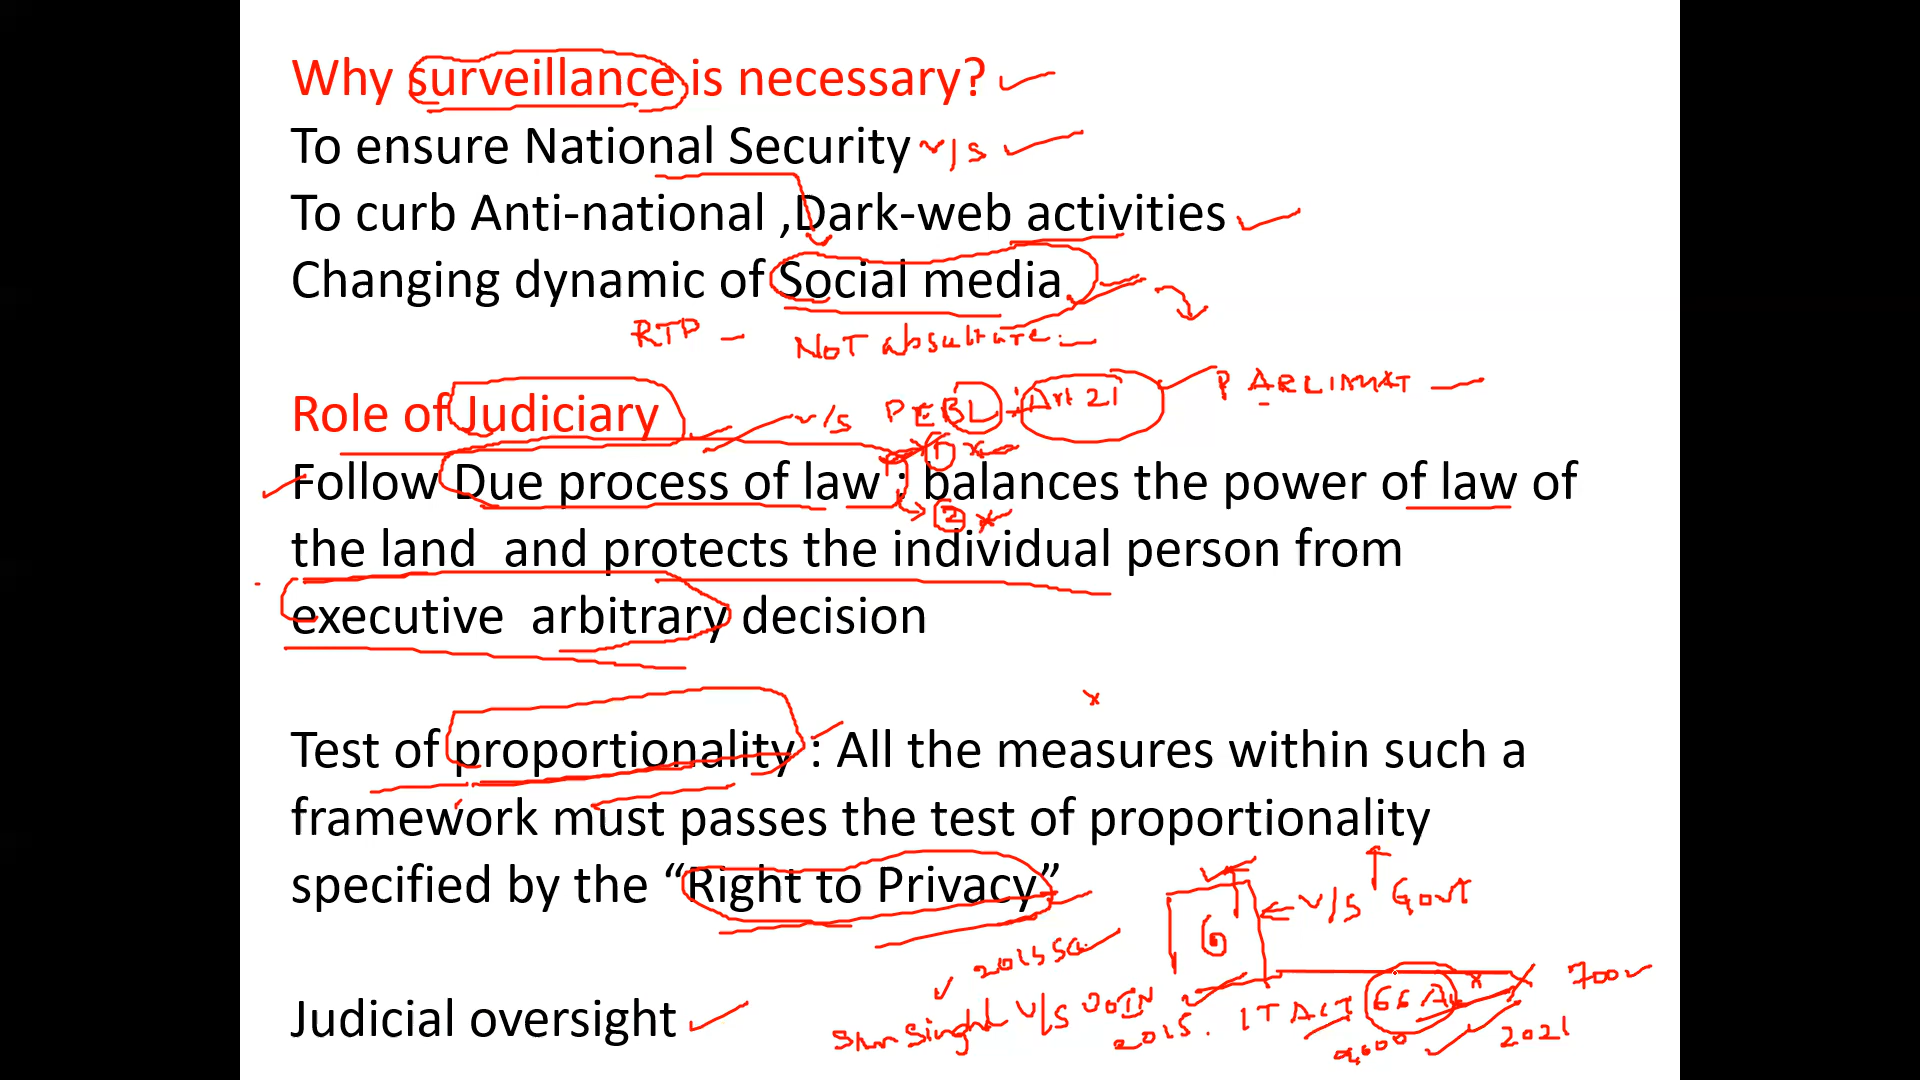 Why surveillance is necessary?
To ensure National Security v/s
To curb Anti-national ,Dark-web activities
Changing dynamic of Social media
RTP - NOT
Role of Judiciary v/s PEBL Art 21
Follow Due process of law : balances the power of law of
1
2
the land and protects the individual person from
executive arbitrary decision
Test of proportionality : All the measures within such a
framework must passes the test of proportionality
specified by the “Right to Privacy”
6 v/s Govt
2015 SC
Judicial oversight
Singhal v/s UOIN 2015. IT ACT 66A
700
2021